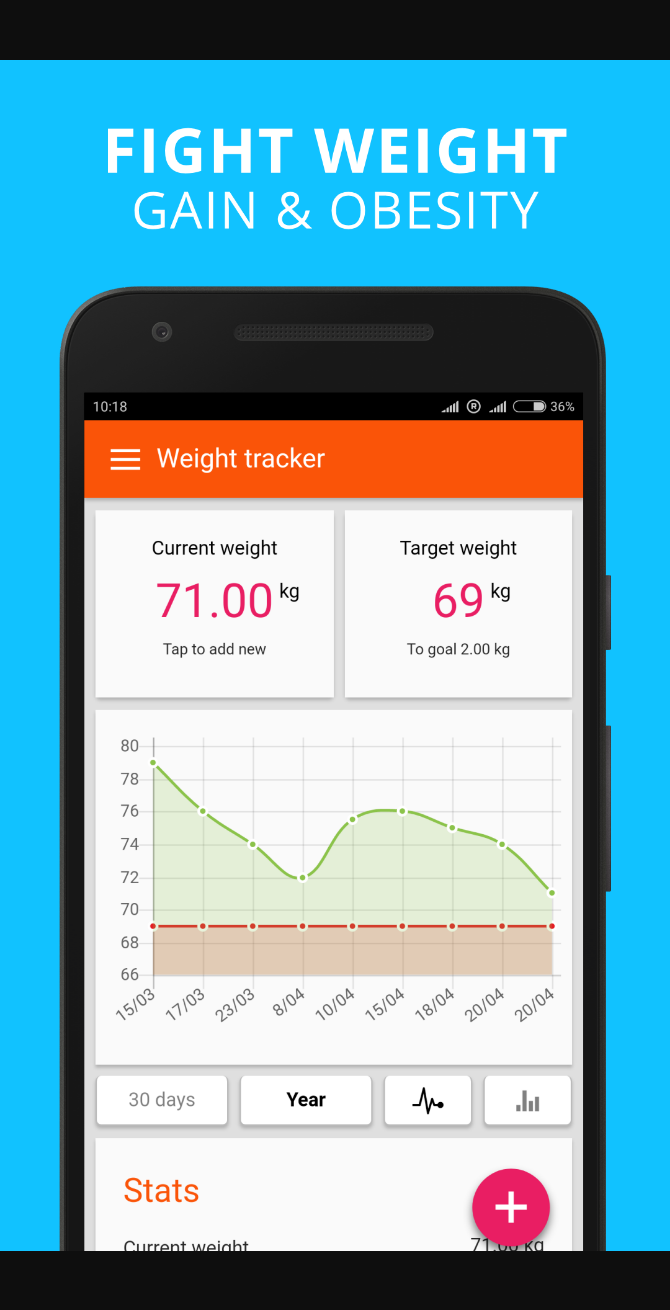 FIGHT WEIGHT
GAIN & OBESITY
10:18
R
36%
Weight tracker
Current weight
71.00 kg
Tap to add new
Target weight
69 kg
To goal 2.00 kg
80
78
76
74
72
70
68
66
15/03 17/03 23/03 8/04 10/04 15/04 18/04 20/04 20/04
30 days
Year
Stats
Current weight 71.00 kg